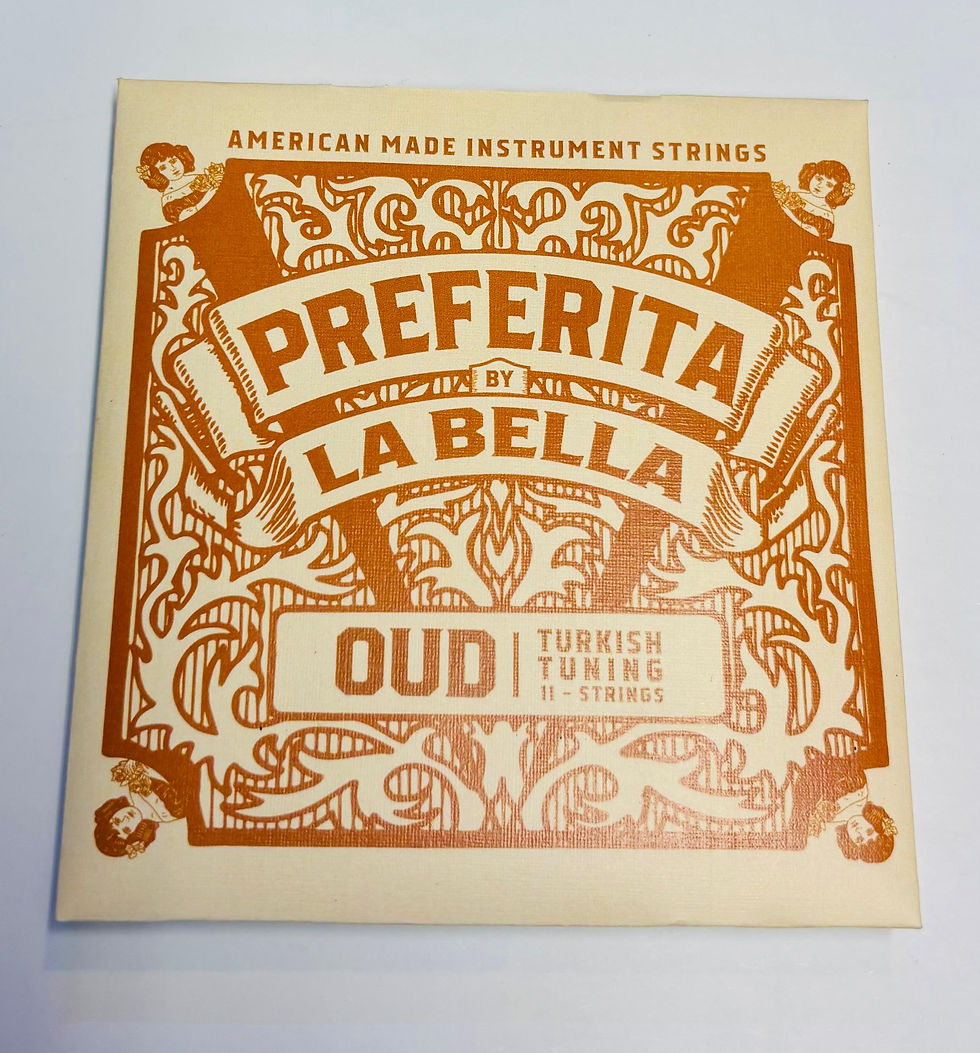 AMERICAN MADE INSTRUMENT STRINGS
PREFERITA
BY
LA BELLA
OUD
TURKISH
TUNING
11 - STRINGS